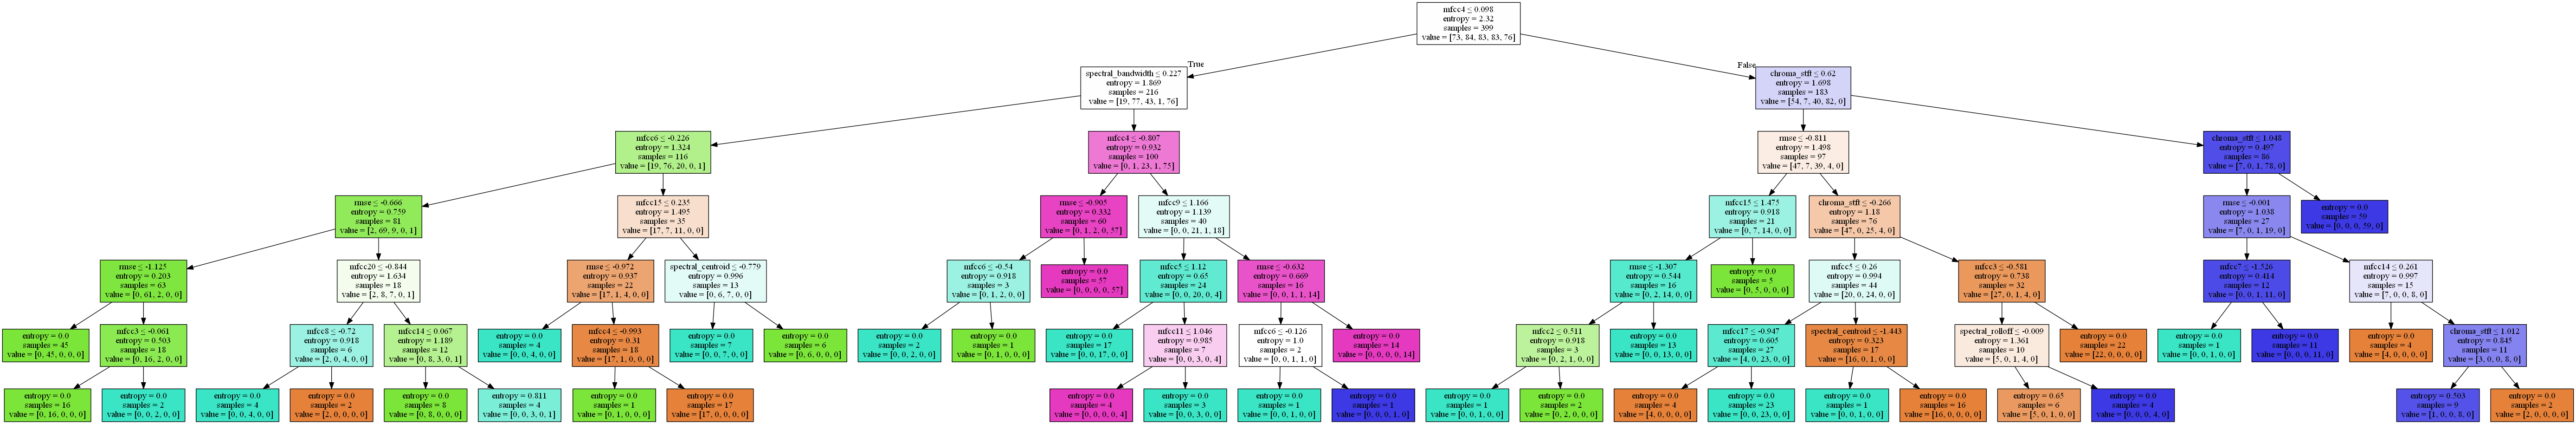 mfcc4 ≤ 0.098
entropy = 2.32
samples = 399
value = [73, 84, 83, 83, 76]
True
False
spectral_bandwidth ≤ 0.227
entropy = 1.869
samples = 216
value = [19, 77, 43, 1, 76]
chroma_stft ≤ 0.62
entropy = 1.698
samples = 183
value = [54, 7, 40, 82, 0]
mfcc6 ≤ -0.226
entropy = 1.324
samples = 116
value = [19, 76, 20, 0, 1]
mfcc4 ≤ -0.807
entropy = 0.932
samples = 100
value = [0, 1, 23, 1, 75]
rmse ≤ -0.811
entropy = 1.498
samples = 97
value = [47, 7, 39, 4, 0]
chroma_stft ≤ 1.048
entropy = 0.497
samples = 86
value = [7, 0, 1, 78, 0]
rmse ≤ -0.666
entropy = 0.759
samples = 81
value = [2, 69, 9, 0, 1]
mfcc15 ≤ 0.235
entropy = 1.495
samples = 35
value = [17, 7, 11, 0, 0]
rmse ≤ -0.905
entropy = 0.332
samples = 60
value = [0, 1, 2, 0, 57]
mfcc9 ≤ 1.166
entropy = 1.139
samples = 40
value = [0, 0, 21, 1, 18]
mfcc15 ≤ 1.475
entropy = 0.918
samples = 21
value = [0, 7, 14, 0, 0]
chroma_stft ≤ -0.266
entropy = 1.18
samples = 76
value = [47, 0, 25, 4, 0]
rmse ≤ -0.001
entropy = 1.038
samples = 27
value = [7, 0, 1, 19, 0]
entropy = 0.0
samples = 59
value = [0, 0, 0, 59, 0]
rmse ≤ -1.125
entropy = 0.203
samples = 63
value = [0, 61, 2, 0, 0]
mfcc20 ≤ -0.844
entropy = 1.634
samples = 18
value = [2, 8, 7, 0, 1]
rmse ≤ -0.972
entropy = 0.937
samples = 22
value = [17, 1, 4, 0, 0]
spectral_centroid ≤ -0.779
entropy = 0.996
samples = 13
value = [0, 6, 7, 0, 0]
mfcc6 ≤ -0.54
entropy = 0.918
samples = 3
value = [0, 1, 2, 0, 0]
entropy = 0.0
samples = 57
value = [0, 0, 0, 0, 57]
mfcc5 ≤ 1.12
entropy = 0.65
samples = 24
value = [0, 0, 20, 0, 4]
rmse ≤ -0.632
entropy = 0.669
samples = 16
value = [0, 0, 1, 1, 14]
rmse ≤ -1.307
entropy = 0.544
samples = 16
value = [0, 2, 14, 0, 0]
entropy = 0.0
samples = 5
value = [0, 5, 0, 0, 0]
mfcc5 ≤ 0.26
entropy = 0.994
samples = 44
value = [20, 0, 24, 0, 0]
mfcc3 ≤ -0.581
entropy = 0.738
samples = 32
value = [27, 0, 1, 4, 0]
mfcc7 ≤ -1.526
entropy = 0.414
samples = 12
value = [0, 0, 1, 11, 0]
mfcc14 ≤ 0.261
entropy = 0.997
samples = 15
value = [7, 0, 0, 8, 0]
entropy = 0.0
samples = 45
value = [0, 45, 0, 0, 0]
mfcc3 ≤ -0.061
entropy = 0.503
samples = 18
value = [0, 16, 2, 0, 0]
mfcc8 ≤ -0.72
entropy = 0.918
samples = 6
value = [2, 0, 4, 0, 0]
mfcc14 ≤ 0.067
entropy = 1.189
samples = 12
value = [0, 8, 3, 0, 1]
entropy = 0.0
samples = 4
value = [0, 0, 4, 0, 0]
mfcc4 ≤ -0.993
entropy = 0.31
samples = 18
value = [17, 1, 0, 0, 0]
entropy = 0.0
samples = 7
value = [0, 0, 7, 0, 0]
entropy = 0.0
samples = 6
value = [0, 6, 0, 0, 0]
entropy = 0.0
samples = 2
value = [0, 0, 2, 0, 0]
entropy = 0.0
samples = 1
value = [0, 1, 0, 0, 0]
entropy = 0.0
samples = 17
value = [0, 0, 17, 0, 0]
mfcc11 ≤ 1.046
entropy = 0.985
samples = 7
value = [0, 0, 3, 0, 4]
mfcc6 ≤ -0.126
entropy = 1.0
samples = 2
value = [0, 0, 1, 1, 0]
entropy = 0.0
samples = 14
value = [0, 0, 0, 0, 14]
mfcc2 ≤ 0.511
entropy = 0.918
samples = 3
value = [0, 2, 1, 0, 0]
entropy = 0.0
samples = 13
value = [0, 0, 13, 0, 0]
mfcc17 ≤ -0.947
entropy = 0.605
samples = 27
value = [4, 0, 23, 0, 0]
spectral_centroid ≤ -1.443
entropy = 0.323
samples = 17
value = [16, 0, 1, 0, 0]
spectral_rolloff ≤ -0.009
entropy = 1.361
samples = 10
value = [5, 0, 1, 4, 0]
entropy = 0.0
samples = 22
value = [22, 0, 0, 0, 0]
entropy = 0.0
samples = 1
value = [0, 0, 1, 0, 0]
entropy = 0.0
samples = 11
value = [0, 0, 0, 11, 0]
entropy = 0.0
samples = 4
value = [4, 0, 0, 0, 0]
chroma_stft ≤ 1.012
entropy = 0.845
samples = 11
value = [3, 0, 0, 8, 0]
entropy = 0.0
samples = 16
value = [0, 16, 0, 0, 0]
entropy = 0.0
samples = 2
value = [0, 0, 2, 0, 0]
entropy = 0.0
samples = 4
value = [0, 0, 4, 0, 0]
entropy = 0.0
samples = 2
value = [2, 0, 0, 0, 0]
entropy = 0.0
samples = 8
value = [0, 8, 0, 0, 0]
entropy = 0.811
samples = 4
value = [0, 0, 3, 0, 1]
entropy = 0.0
samples = 1
value = [0, 1, 0, 0, 0]
entropy = 0.0
samples = 17
value = [17, 0, 0, 0, 0]
entropy = 0.0
samples = 4
value = [0, 0, 0, 0, 4]
entropy = 0.0
samples = 3
value = [0, 0, 3, 0, 0]
entropy = 0.0
samples = 1
value = [0, 0, 1, 0, 0]
entropy = 0.0
samples = 1
value = [0, 0, 0, 1, 0]
entropy = 0.0
samples = 1
value = [0, 0, 1, 0, 0]
entropy = 0.0
samples = 2
value = [0, 2, 0, 0, 0]
entropy = 0.0
samples = 4
value = [4, 0, 0, 0, 0]
entropy = 0.0
samples = 23
value = [0, 0, 23, 0, 0]
entropy = 0.0
samples = 1
value = [0, 0, 1, 0, 0]
entropy = 0.0
samples = 16
value = [16, 0, 0, 0, 0]
entropy = 0.65
samples = 6
value = [5, 0, 1, 0, 0]
entropy = 0.0
samples = 4
value = [0, 0, 0, 4, 0]
entropy = 0.503
samples = 9
value = [1, 0, 0, 8, 0]
entropy = 0.0
samples = 2
value = [2, 0, 0, 0, 0]